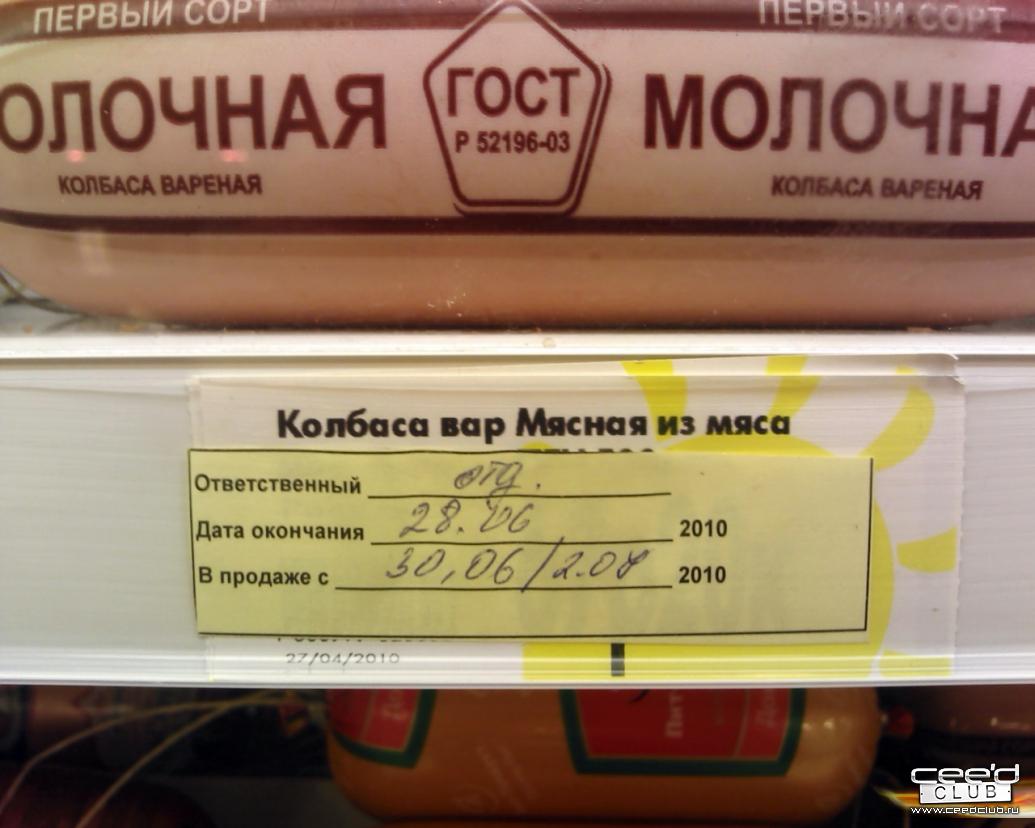 ПЕРВЫЙ СОРТ ПЕРВЫЙ СОРТ
ОЛОЧНАЯ ГОСТ МОЛОЧНА
Р 52196-03
КОЛБАСА ВАРЕНАЯ КОЛБАСА ВАРЕНАЯ
Колбаса вар Мясная из мяса
Ответственный отд.
Дата окончания 28.06 2010
В продаже с 30,06/2.07 2010
27/04/2010
cee'd
CLUB
www.ceedclub.ru